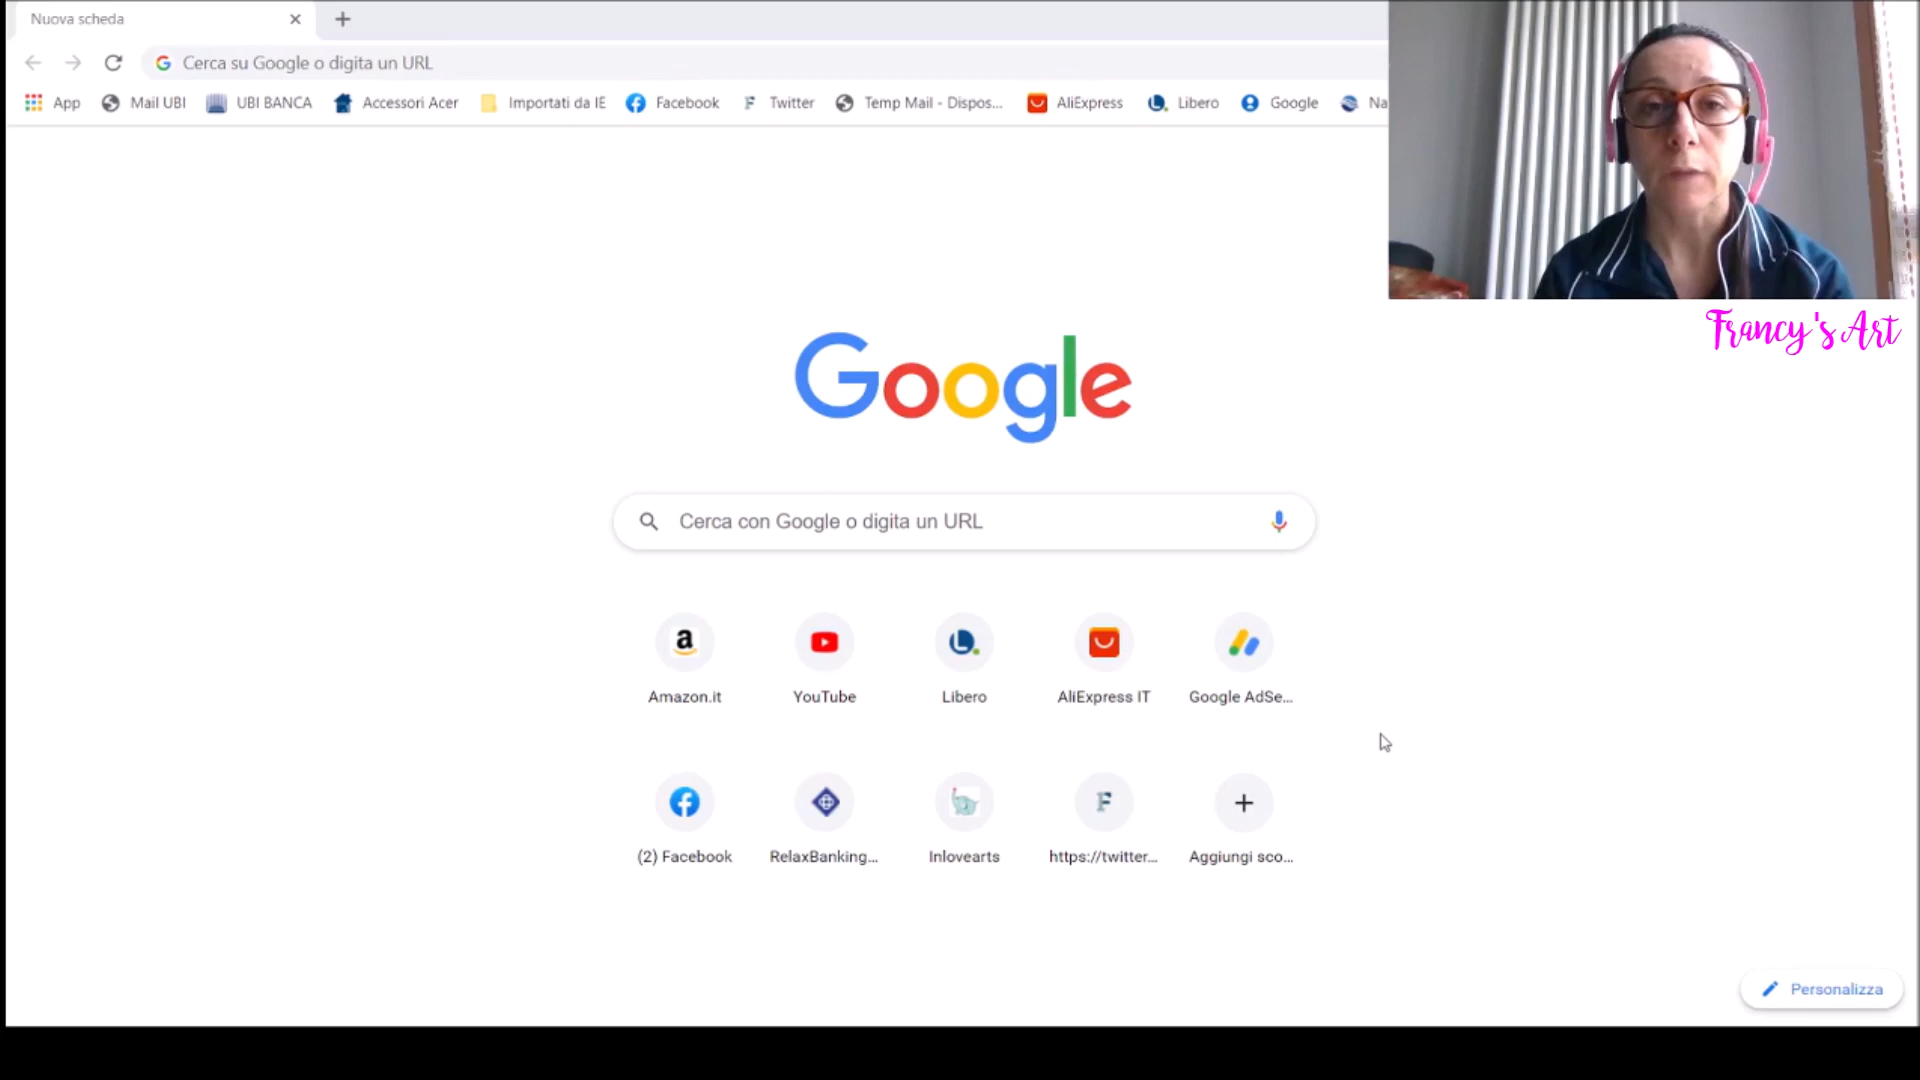 Nuova scheda
Cerca su Google o digita un URL
App Mail UBI UBI BANCA Accessori Acer Importati da IE Facebook Twitter Temp Mail - Dispos... AliExpress Libero Google Na
Francy's Art
Google
Cerca con Google o digita un URL
Amazon.it YouTube Libero AliExpress IT Google AdSe...
(2) Facebook RelaxBanking... Inlovearts https://twitter... Aggiungi sco...
Personalizza